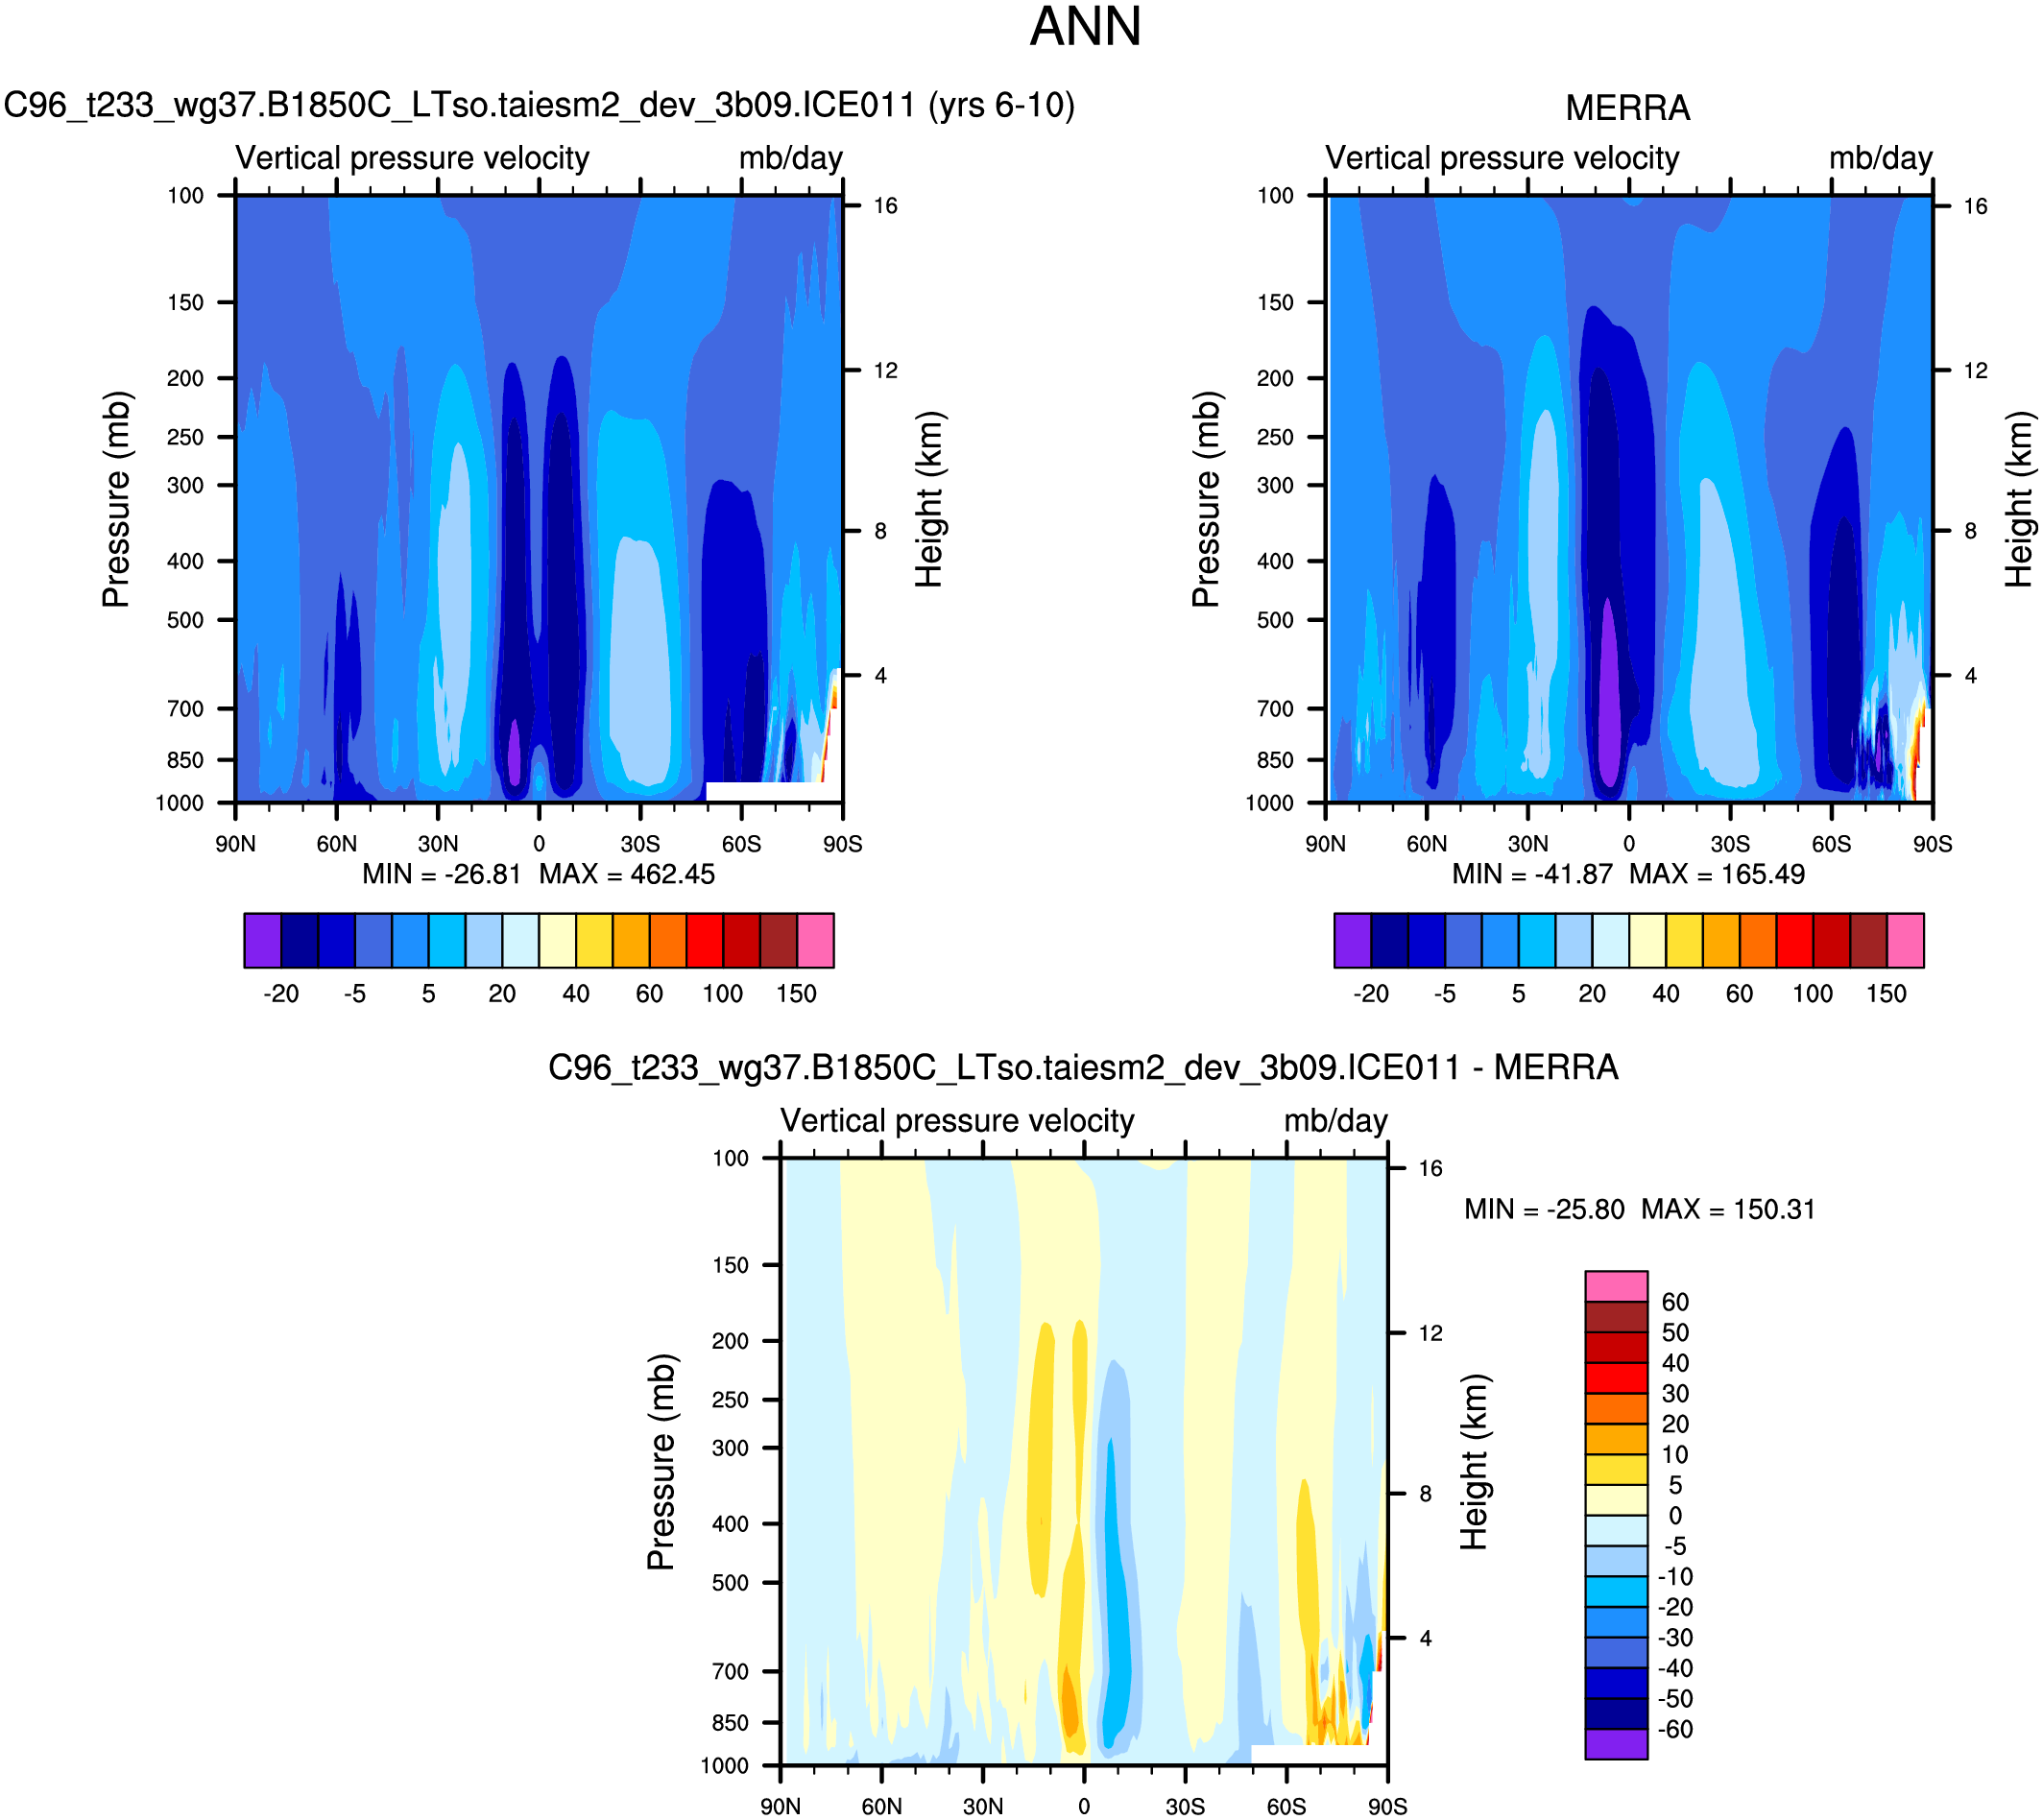 ANN
C96_t233_wg37.B1850C_LTso.taiesm2_dev_3b09.ICE011 (yrs 6-10)
Vertical pressure velocity mb/day
Pressure (mb)
100
150
200
250
300
400
500
700
850
1000
16
12
8
4
Height (km)
90N 60N 30N 0 30S 60S 90S
MIN = -26.81 MAX = 462.45
-20 -5 5 20 40 60 100 150
MERRA
Vertical pressure velocity mb/day
Pressure (mb)
100
150
200
250
300
400
500
700
850
1000
16
12
8
4
Height (km)
90N 60N 30N 0 30S 60S 90S
MIN = -41.87 MAX = 165.49
-20 -5 5 20 40 60 100 150
C96_t233_wg37.B1850C_LTso.taiesm2_dev_3b09.ICE011 - MERRA
Vertical pressure velocity mb/day
Pressure (mb)
100
150
200
250
300
400
500
700
850
1000
16
12
8
4
Height (km)
90N 60N 30N 0 30S 60S 90S
MIN = -25.80 MAX = 150.31
60
50
40
30
20
10
5
0
-5
-10
-20
-30
-40
-50
-60